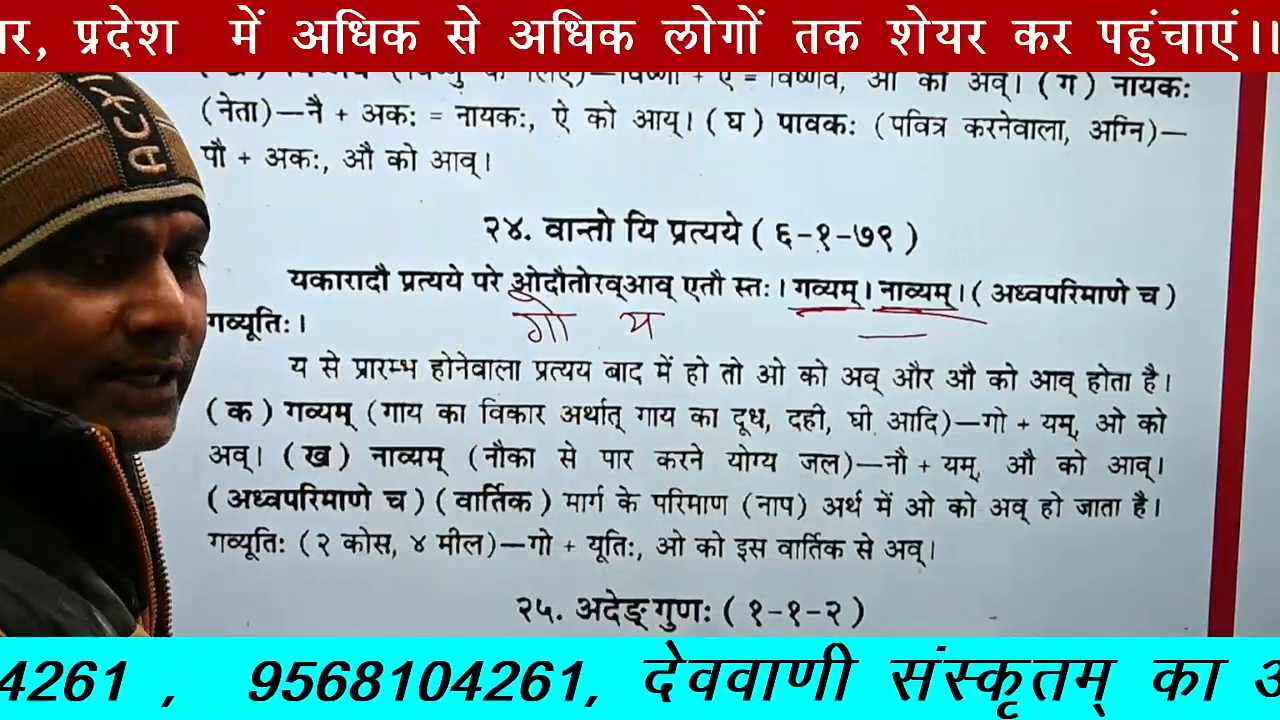 र, प्रदेश में अधिक से अधिक लोगों तक शेयर कर पहुंचाएं।।
को अव्। (ग) नायकः
(नेता)—नै + अकः = नायकः, ऐ को आय्। (घ) पावकः (पवित्र करनेवाला, अग्नि)—
पौ + अकः, औ को आव्।
२४. वान्तो यि प्रत्यये (६-१-७९)
यकारादौ प्रत्यये परे ओदौतोरव्आव् एतौ स्तः। गव्यम्। नाव्यम्। (अध्वपरिमाणे च)
गव्यूतिः।
गो य
य से प्रारम्भ होनेवाला प्रत्यय बाद में हो तो ओ को अव् और औ को आव् होता है।
(क) गव्यम् (गाय का विकार अर्थात् गाय का दूध, दही, घी आदि)—गो + यम्, ओ को
अव्। (ख) नाव्यम् (नौका से पार करने योग्य जल)—नौ + यम्, औ को आव्।
(अध्वपरिमाणे च) (वार्तिक) मार्ग के परिमाण (नाप) अर्थ में ओ को अव् हो जाता है।
गव्यूतिः (२ कोस, ४ मील)—गो + यूतिः, ओ को इस वार्तिक से अव्।
२५. अदेङ् गुणः (१-१-२)
4261 , 9568104261, देववाणी संस्कृतम् का